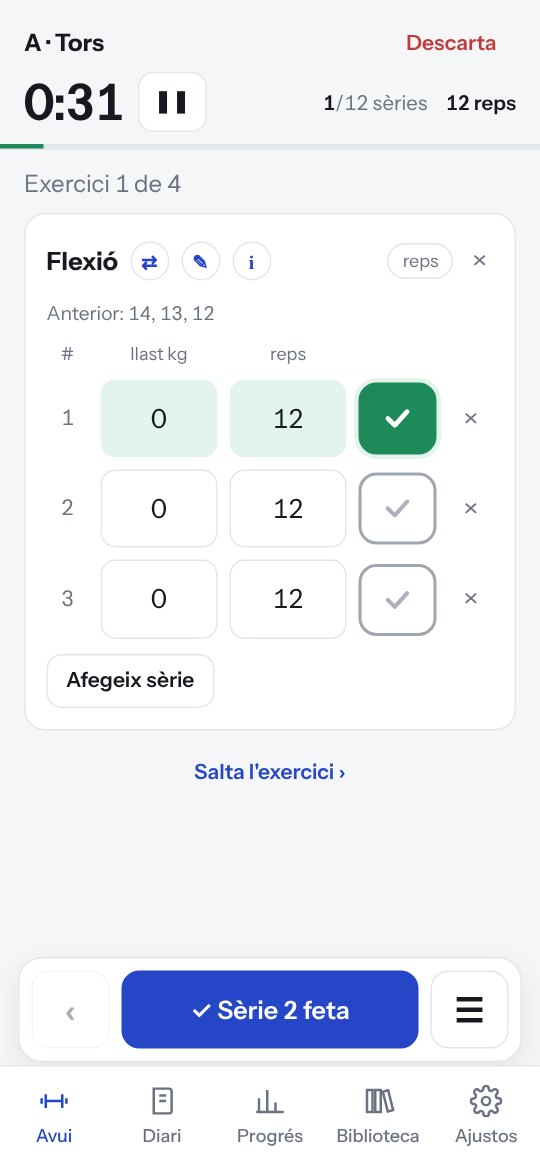 A · Tors
Descarta
0:31
1/12 sèries 12 reps
Exercici 1 de 4
Flexió ⇄ ✎ i reps ×
Anterior: 14, 13, 12
# llast kg reps
1 0 12 ✓ ×
2 0 12 ✓ ×
3 0 12 ✓ ×
Afegeix sèrie
Salta l'exercici ›
‹ ✓ Sèrie 2 feta ☰
Avui Diari Progrés Biblioteca Ajustos